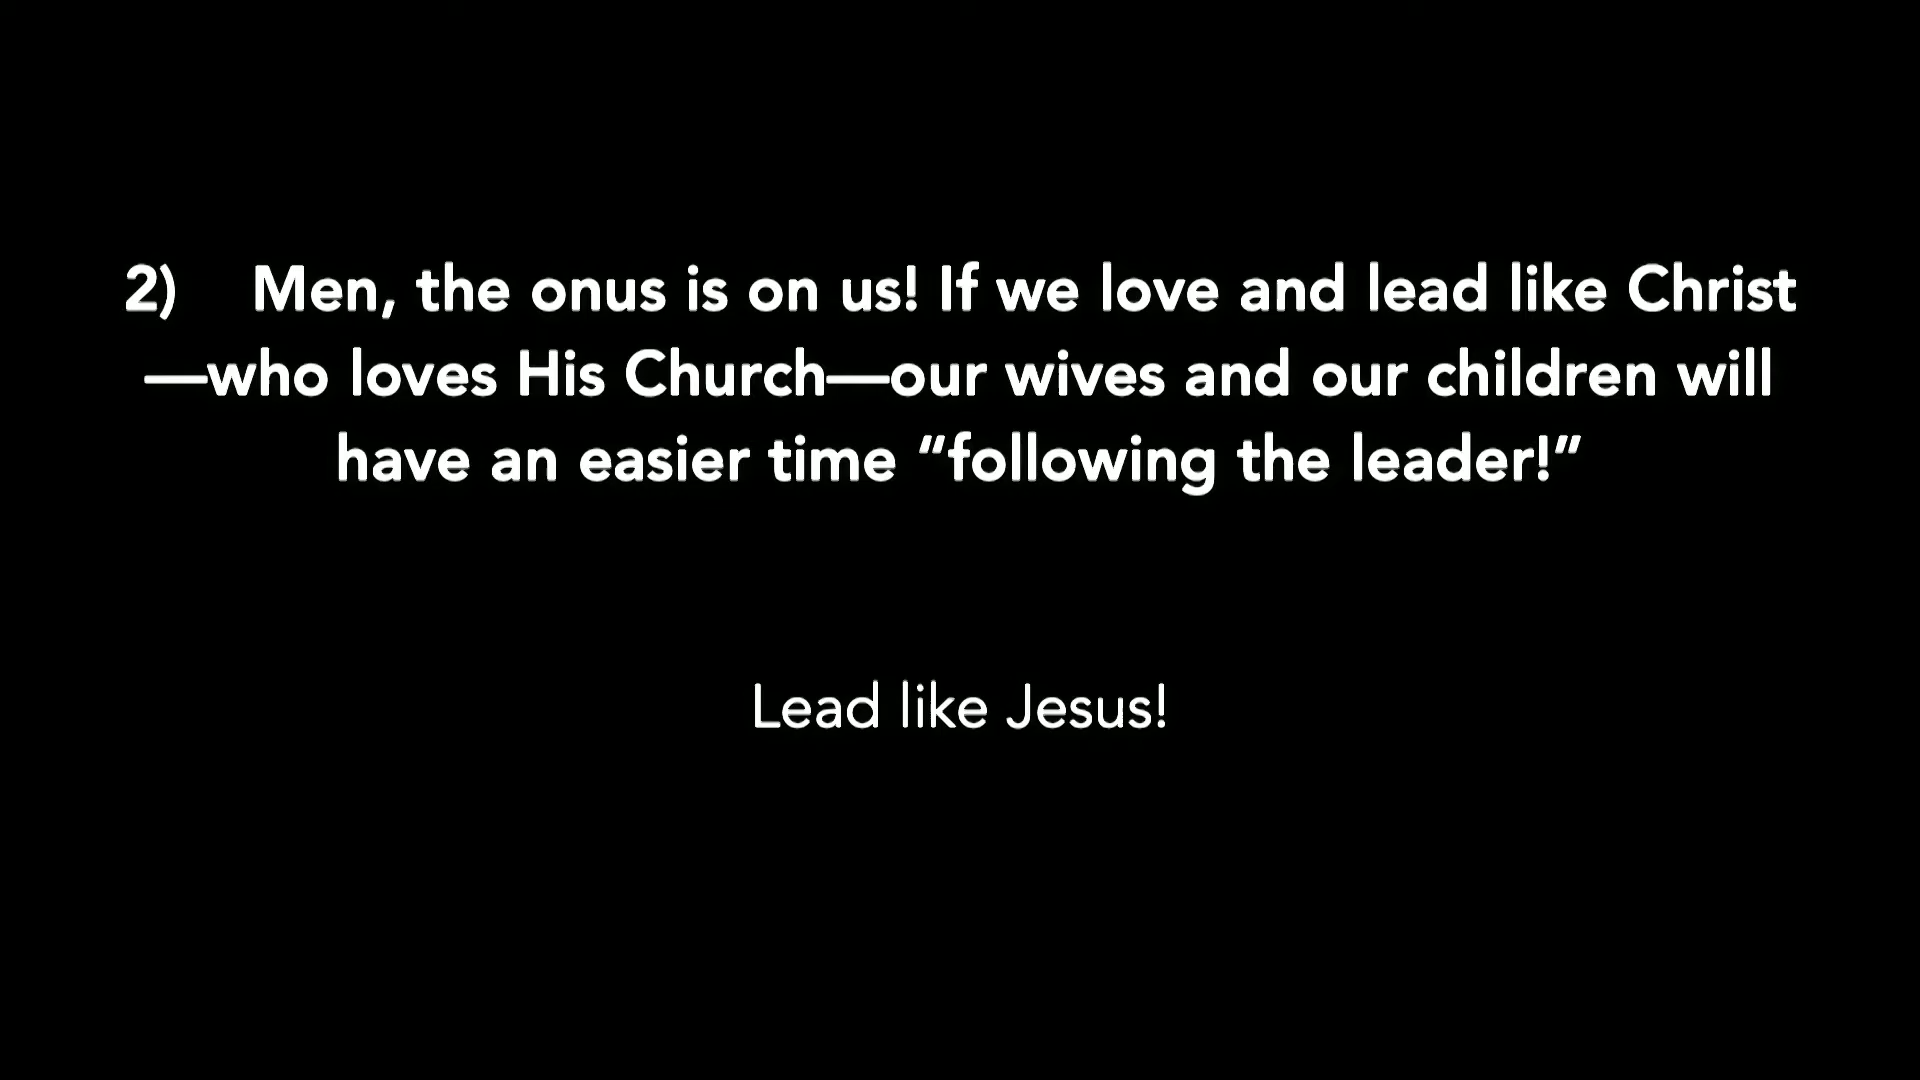 2) Men, the onus is on us! If we love and lead like Christ
—who loves His Church—our wives and our children will
have an easier time “following the leader!”
Lead like Jesus!